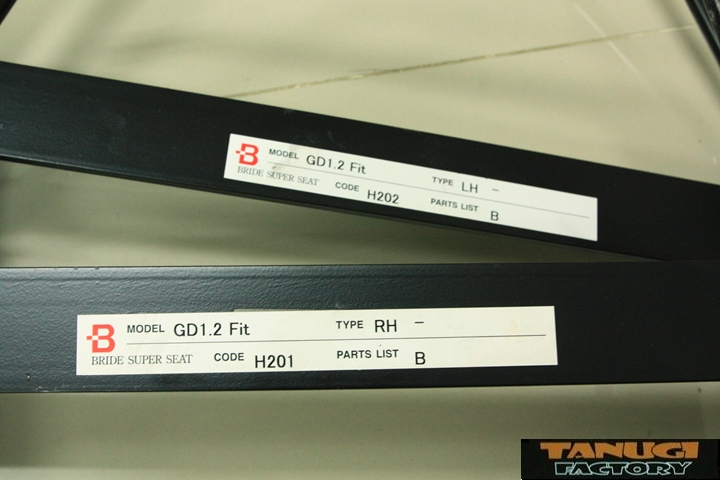 B MODEL GD1.2 Fit TYPE LH -
BRIDE SUPER SEAT CODE H202 PARTS LIST B
B MODEL GD1.2 Fit TYPE RH -
BRIDE SUPER SEAT CODE H201 PARTS LIST B
TANUGI
FACTORY